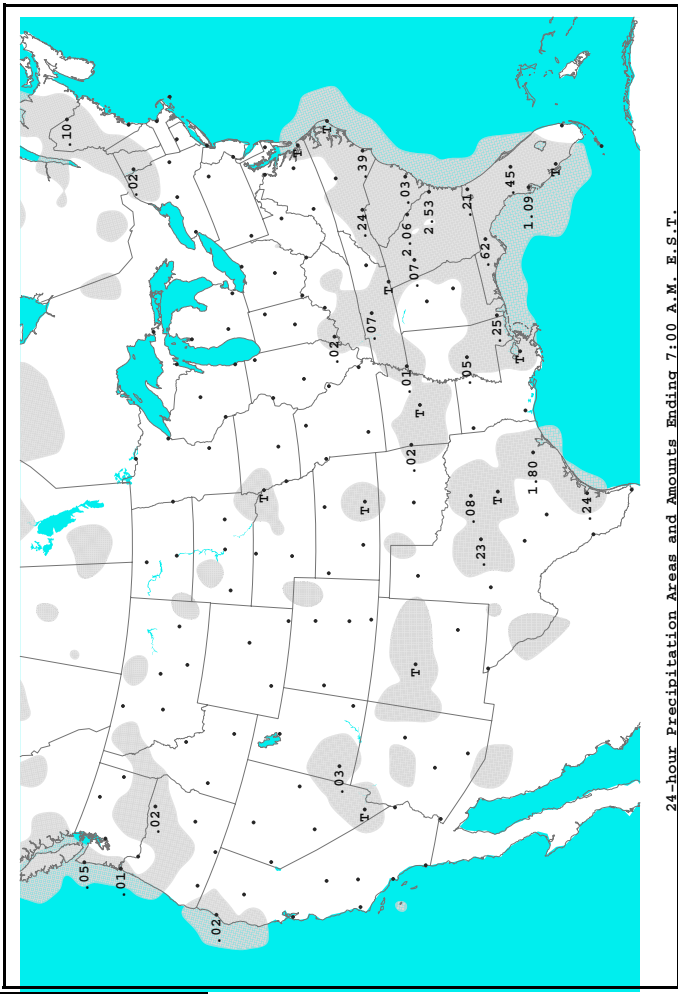 .10
.05
.01
.02
.02
.02
T
T
T
.02
.03
.39
.24
T
T
.07
T
.03
2.06
.01
.02
.07
T
T
2.53
.21
.05
.08
.23
.62
.25
T
.45
T
1.09
1.80
T
.24
24-hour Precipitation Areas and Amounts Ending 7:00 A.M. E.S.T.